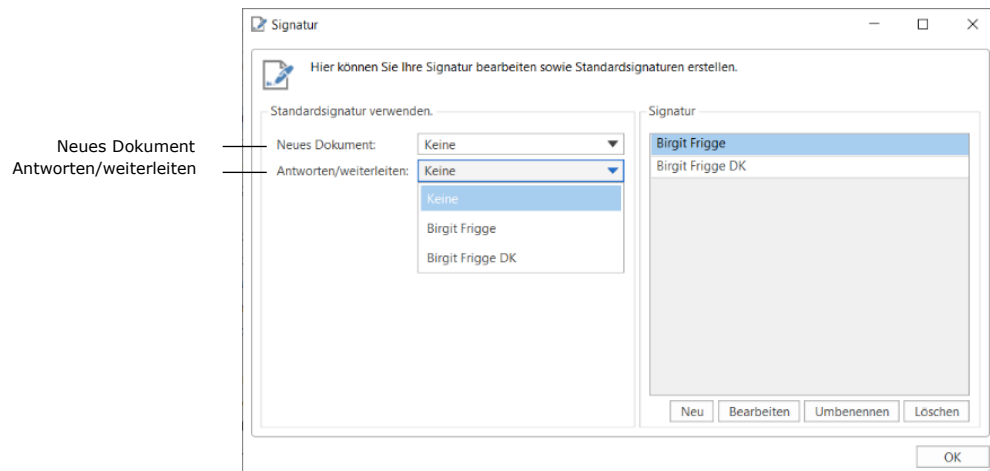 Signatur
Hier können Sie Ihre Signatur bearbeiten sowie Standardsignaturen erstellen.
Standardsignatur verwenden.
Neues Dokument
Neues Dokument:
Keine
Antworten/weiterleiten
Antworten/weiterleiten:
Keine
Keine
Birgit Frigge
Birgit Frigge DK
Signatur
Birgit Frigge
Birgit Frigge DK
Neu
Bearbeiten
Umbenennen
Löschen
OK